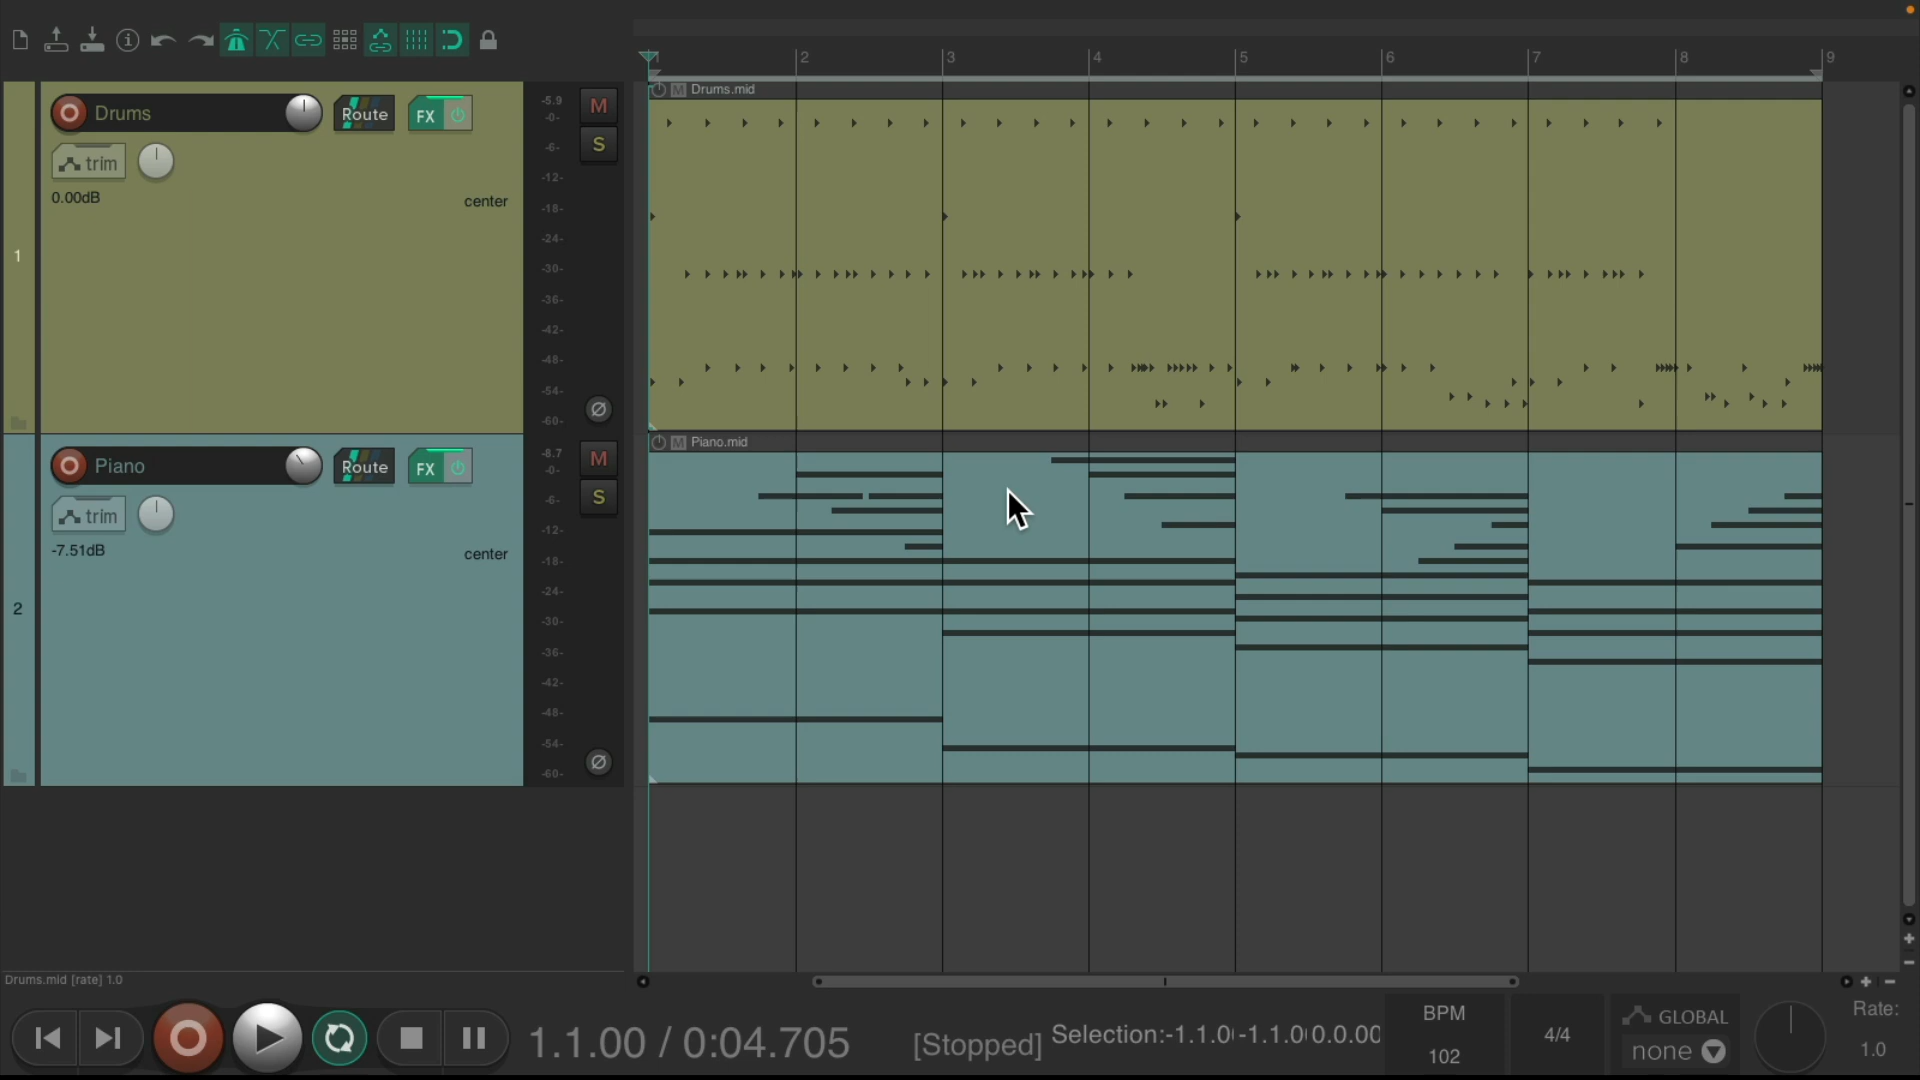 1 2 3 4 5 6 7 8 9
Drums Route FX
-5.9 M
M Drums.mid
-0-
trim
-6- S
-12-
0.00dB center
-18-
-24-
1
-30-
-36-
-42-
-48-
-54- Ø
-60-
Piano Route FX
-8.7 M
M Piano.mid
-0-
trim
-6- S
-12-
-7.51dB center
-18-
-24-
2
-30-
-36-
-42-
-48-
-54- Ø
-60-
Drums.mid [rate] 1.0
1.1.00 / 0:04.705
[Stopped]
Selection:-1.1.0 -1.1.0 0.0.00
BPM
102
4/4
GLOBAL
none
Rate:
1.0